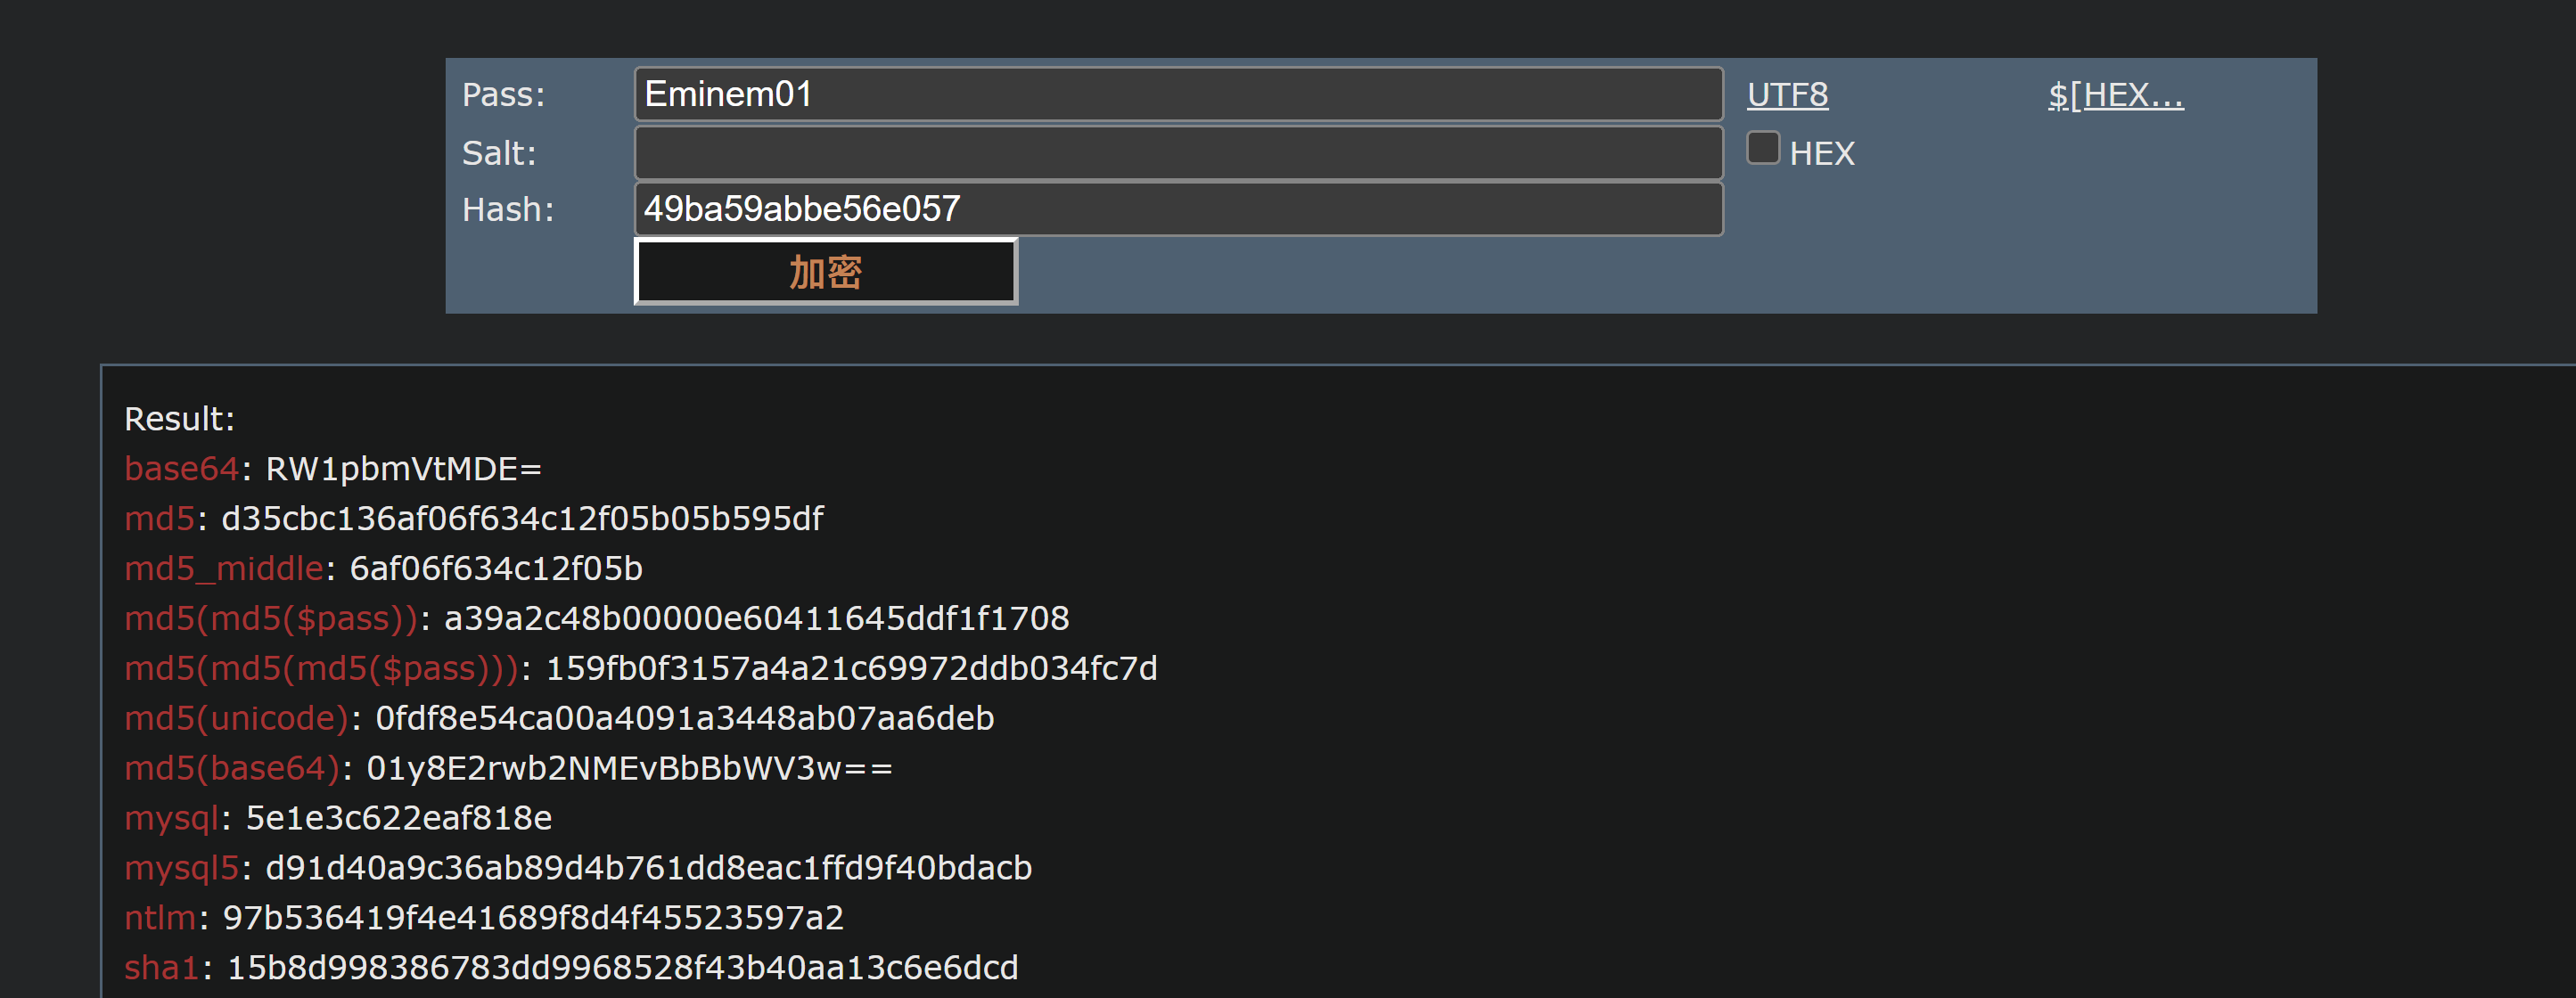 Pass: Eminem01 UTF8 $[HEX...
Salt: HEX
Hash: 49ba59abbe56e057
加密
Result:
base64: RW1pbmVtMDE=
md5: d35cbc136af06f634c12f05b05b595df
md5_middle: 6af06f634c12f05b
md5(md5($pass)): a39a2c48b00000e60411645ddf1f1708
md5(md5(md5($pass))): 159fb0f3157a4a21c69972ddb034fc7d
md5(unicode): 0fdf8e54ca00a4091a3448ab07aa6deb
md5(base64): 01y8E2rwb2NMEvBbBbWV3w==
mysql: 5e1e3c622eaf818e
mysql5: d91d40a9c36ab89d4b761dd8eac1ffd9f40bdacb
ntlm: 97b536419f4e41689f8d4f45523597a2
sha1: 15b8d998386783dd9968528f43b40aa13c6e6dcd